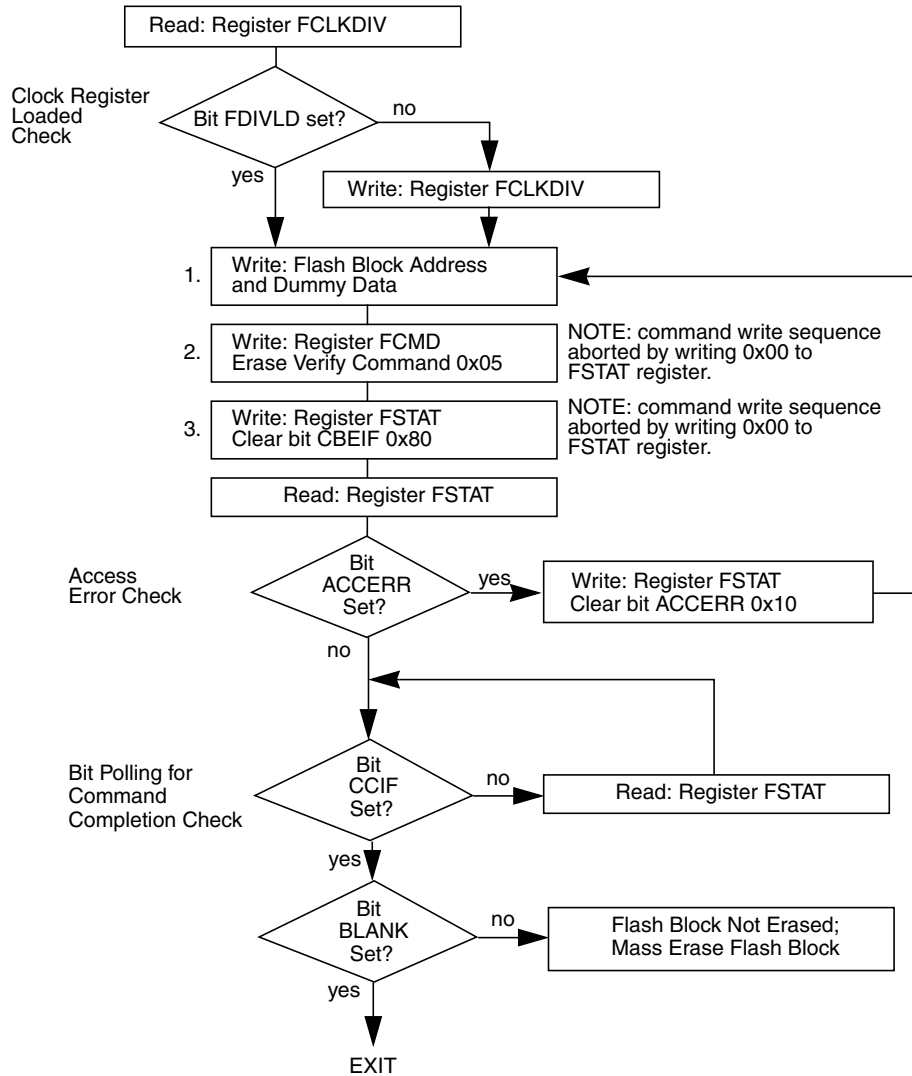 Read: Register FCLKDIV
Clock Register
Loaded
Check
Bit FDIVLD set?
no
yes
Write: Register FCLKDIV
1.
Write: Flash Block Address
and Dummy Data
2.
Write: Register FCMD
Erase Verify Command 0x05
NOTE: command write sequence
aborted by writing 0x00 to
FSTAT register.
3.
Write: Register FSTAT
Clear bit CBEIF 0x80
NOTE: command write sequence
aborted by writing 0x00 to
FSTAT register.
Read: Register FSTAT
Access
Error Check
Bit
ACCERR
Set?
yes
Write: Register FSTAT
Clear bit ACCERR 0x10
no
Bit Polling for
Command
Completion Check
Bit
CCIF
Set?
no
Read: Register FSTAT
yes
Bit
BLANK
Set?
no
Flash Block Not Erased;
Mass Erase Flash Block
yes
EXIT